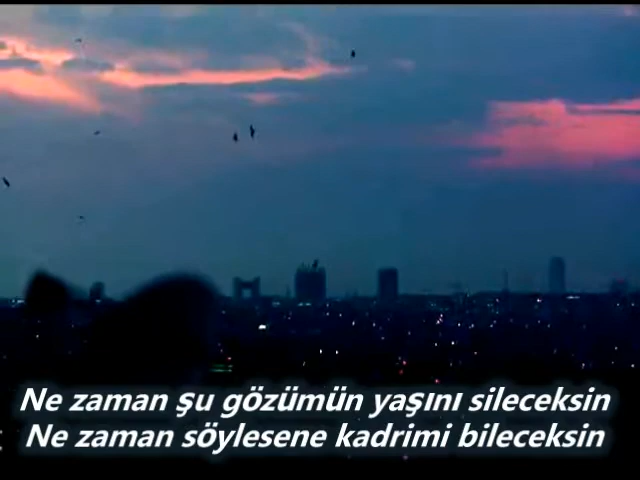 Ne zaman şu gözümün yaşını sileceksin
Ne zaman söylesene kadrimi bileceksin